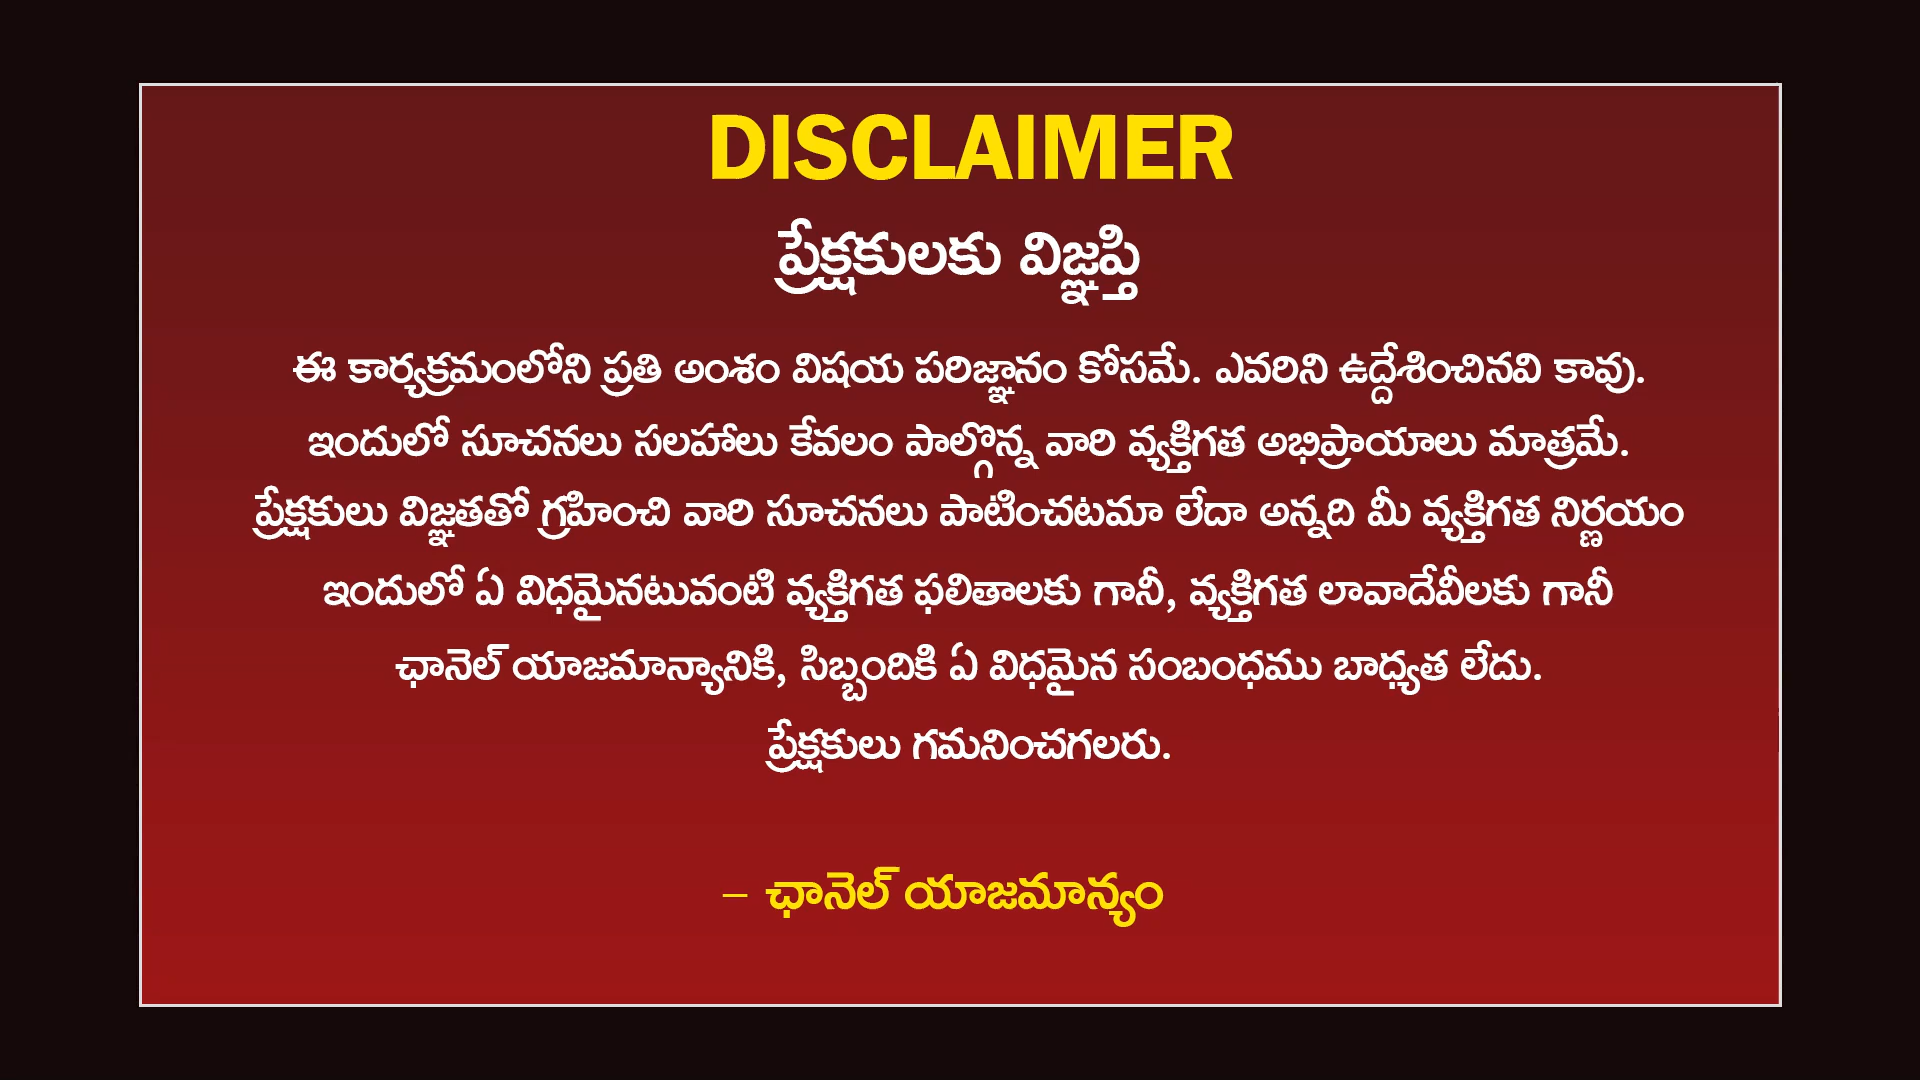 DISCLAIMER
ప్రేక్షకులకు విజ్ఞప్తి
ఈ కార్యక్రమంలోని ప్రతి అంశం విషయ పరిజ్ఞానం కోసమే. ఎవరిని ఉద్దేశించినవి కావు.
ఇందులో సూచనలు సలహాలు కేవలం పాల్గొన్న వారి వ్యక్తిగత అభిప్రాయాలు మాత్రమే.
ప్రేక్షకులు విజ్ఞతతో గ్రహించి వారి సూచనలు పాటించటమా లేదా అన్నది మీ వ్యక్తిగత నిర్ణయం
ఇందులో ఏ విధమైనటువంటి వ్యక్తిగత ఫలితాలకు గానీ, వ్యక్తిగత లావాదేవీలకు గానీ
ఛానెల్ యాజమాన్యానికి, సిబ్బందికి ఏ విధమైన సంబంధము బాధ్యత లేదు.
ప్రేక్షకులు గమనించగలరు.
– ఛానెల్ యాజమాన్యం